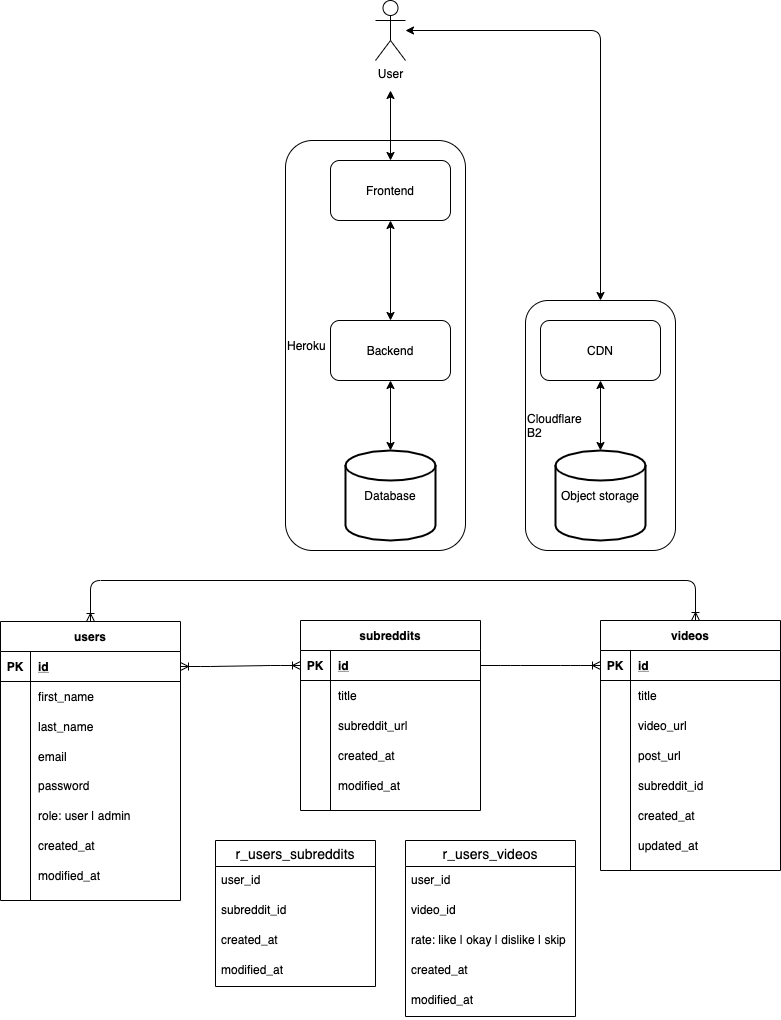 User
Frontend
Heroku
Backend
CDN
Cloudflare
B2
Database
Object storage
users
PK
id
first_name
last_name
email
password
role: user | admin
created_at
modified_at
subreddits
PK
id
title
subreddit_url
created_at
modified_at
videos
PK
id
title
video_url
post_url
subreddit_id
created_at
updated_at
r_users_subreddits
user_id
subreddit_id
created_at
modified_at
r_users_videos
user_id
video_id
rate: like | okay | dislike | skip
created_at
modified_at